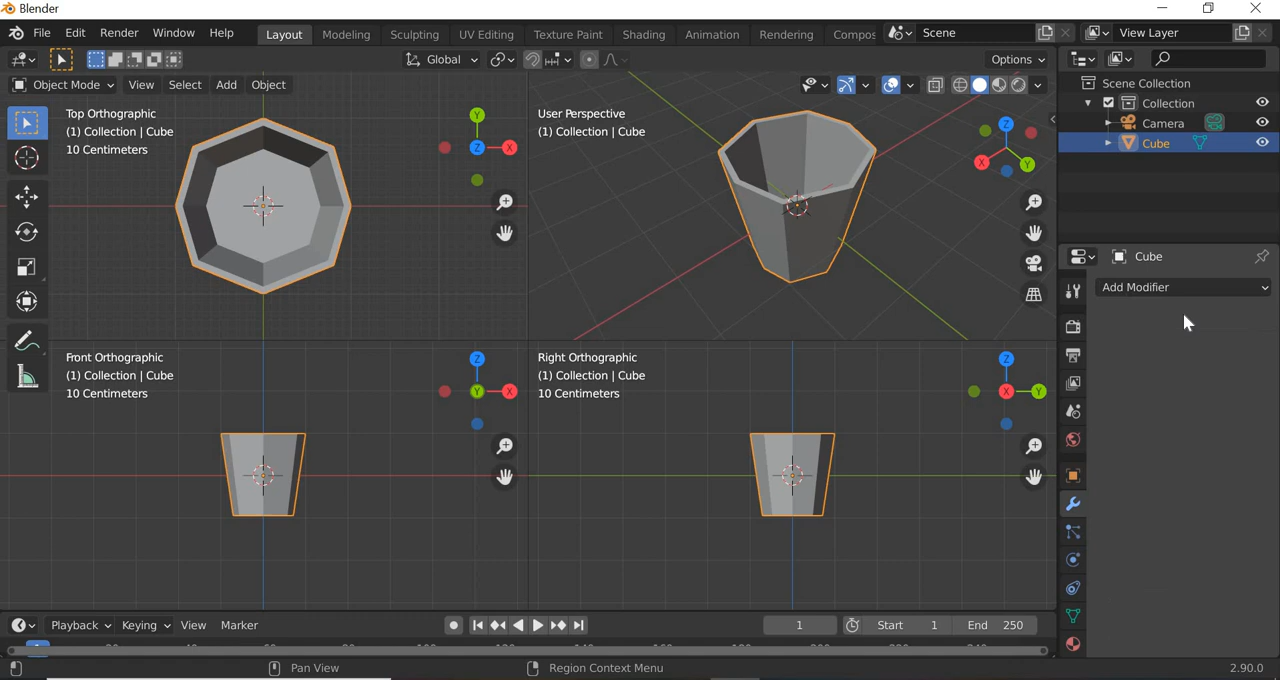 Blender
File Edit Render Window Help Layout Modeling Sculpting UV Editing Texture Paint Shading Animation Rendering Compos Scene View Layer
Global Options
Object Mode View Select Add Object
Scene Collection
Collection
Camera
Cube
Top Orthographic
(1) Collection | Cube
10 Centimeters
Y
Z
X
User Perspective
(1) Collection | Cube
Z
X
Y
Cube
Add Modifier
Front Orthographic
(1) Collection | Cube
10 Centimeters
Z
Y
X
Right Orthographic
(1) Collection | Cube
10 Centimeters
Z
X
Y
Playback Keying View Marker 1 Start 1 End 250
Pan View Region Context Menu 2.90.0